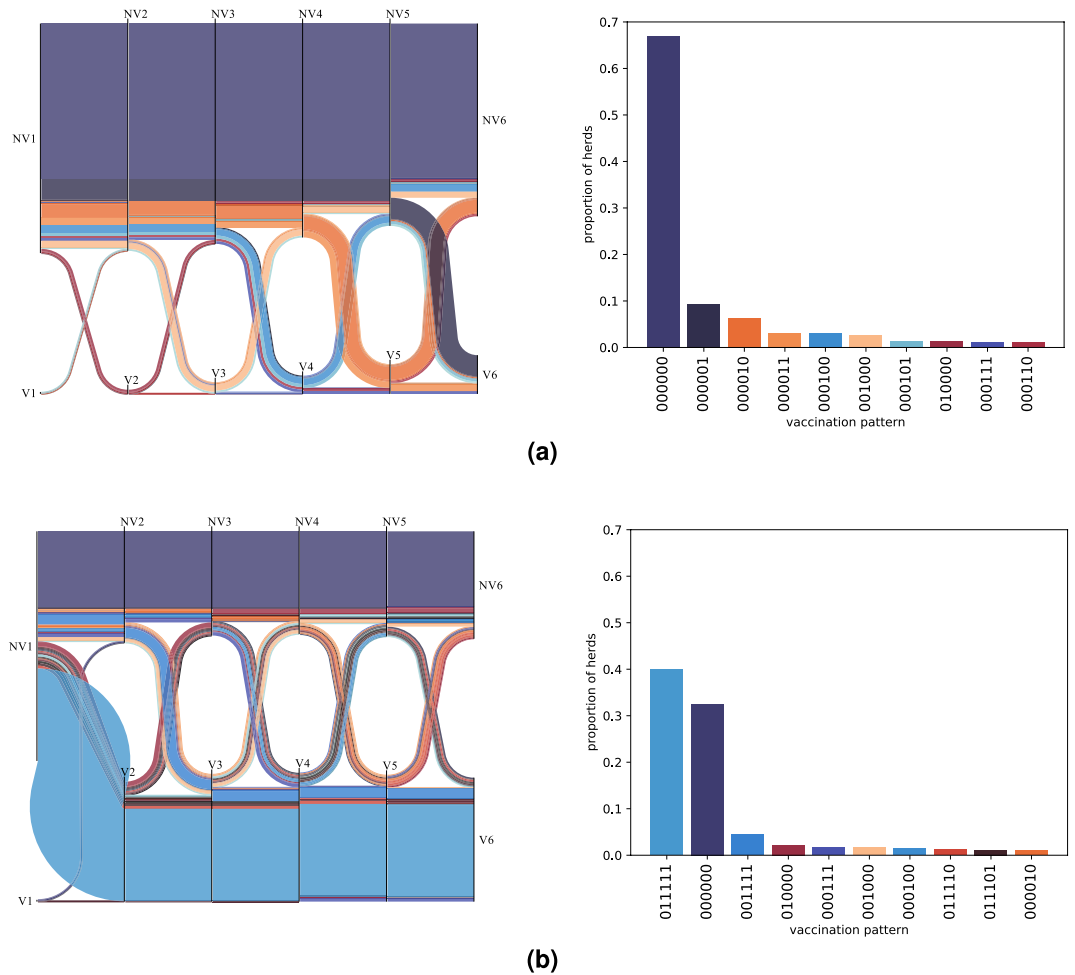 NV2 NV3 NV4 NV5
NV1
NV6
V1
V2
V3
V4
V5
V6
0.7
0.6
0.5
0.4
0.3
0.2
0.1
0.0
proportion of herds
000000
000001
000010
000011
000100
001000
000101
010000
000111
000110
vaccination pattern
(a)
NV2 NV3 NV4 NV5
NV1
NV6
V1
V2
V3
V4
V5
V6
0.7
0.6
0.5
0.4
0.3
0.2
0.1
0.0
proportion of herds
011111
000000
001111
010000
000111
001000
000100
011110
011101
000010
vaccination pattern
(b)